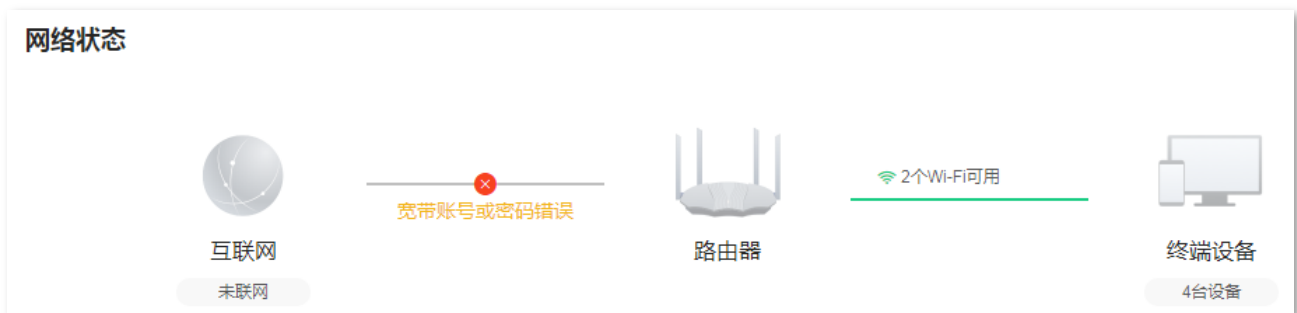 网络状态
2个Wi-Fi可用
宽带账号或密码错误
互联网
路由器
终端设备
未联网
4台设备